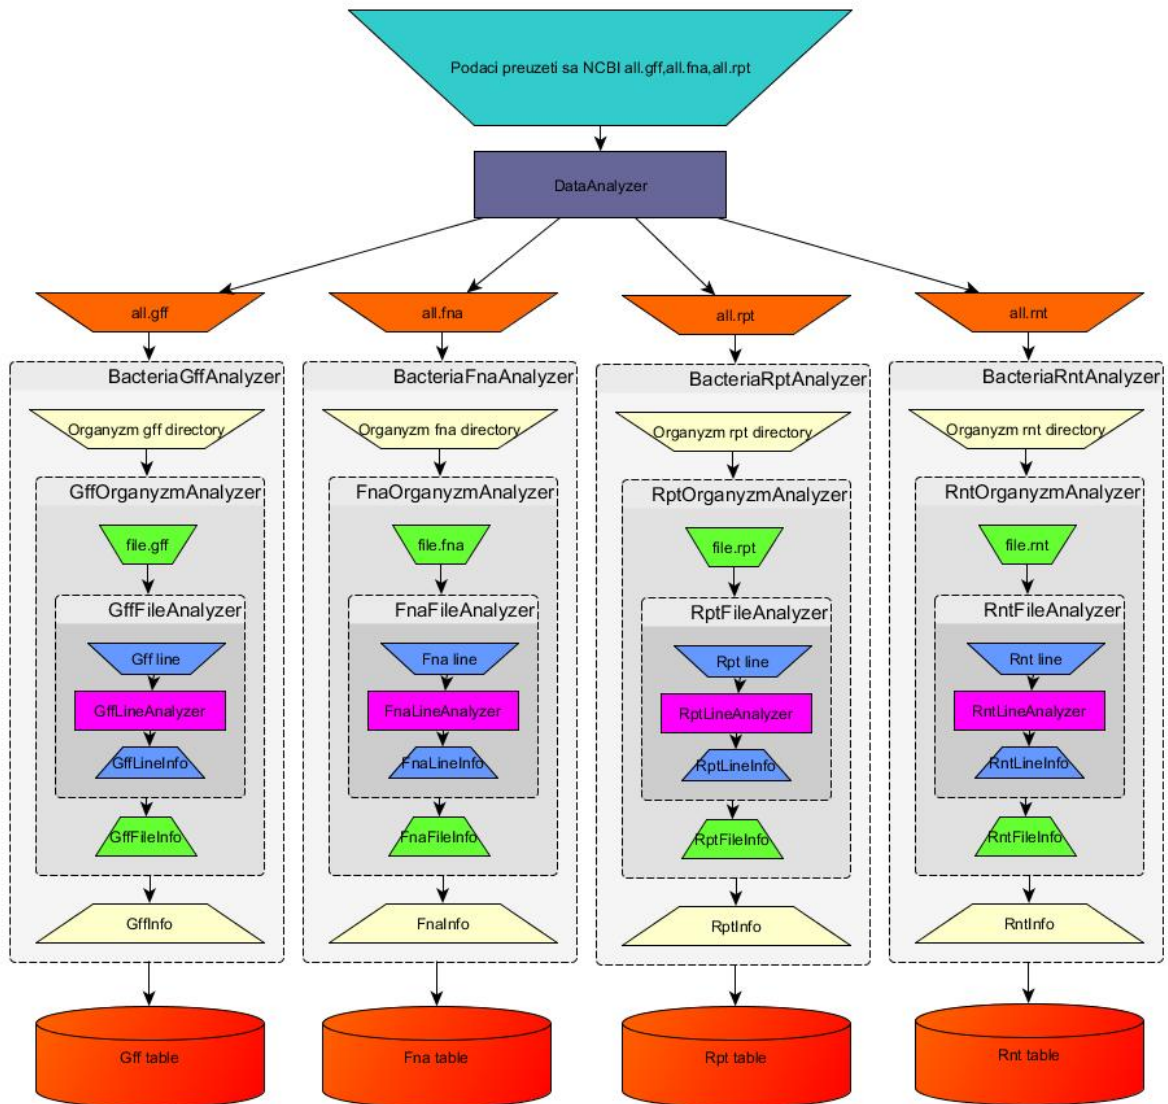 Podaci preuzeti sa NCBI all.gff,all.fna,all.rpt
DataAnalyzer
all.gff
all.fna
all.rpt
all.rnt
BacteriaGffAnalyzer
BacteriaFnaAnalyzer
BacteriaRptAnalyzer
BacteriaRntAnalyzer
Organyzm gff directory
Organyzm fna directory
Organyzm rpt directory
Organyzm rnt directory
GffOrganyzmAnalyzer
FnaOrganyzmAnalyzer
RptOrganyzmAnalyzer
RntOrganyzmAnalyzer
file.gff
file.fna
file.rpt
file.rnt
GffFileAnalyzer
FnaFileAnalyzer
RptFileAnalyzer
RntFileAnalyzer
Gff line
Fna line
Rpt line
Rnt line
GffLineAnalyzer
FnaLineAnalyzer
RptLineAnalyzer
RntLineAnalyzer
GffLineInfo
FnaLineInfo
RptLineInfo
RntLineInfo
GffFileInfo
FnaFileInfo
RptFileInfo
RntFileInfo
GffInfo
FnaInfo
RptInfo
RntInfo
Gff table
Fna table
Rpt table
Rnt table